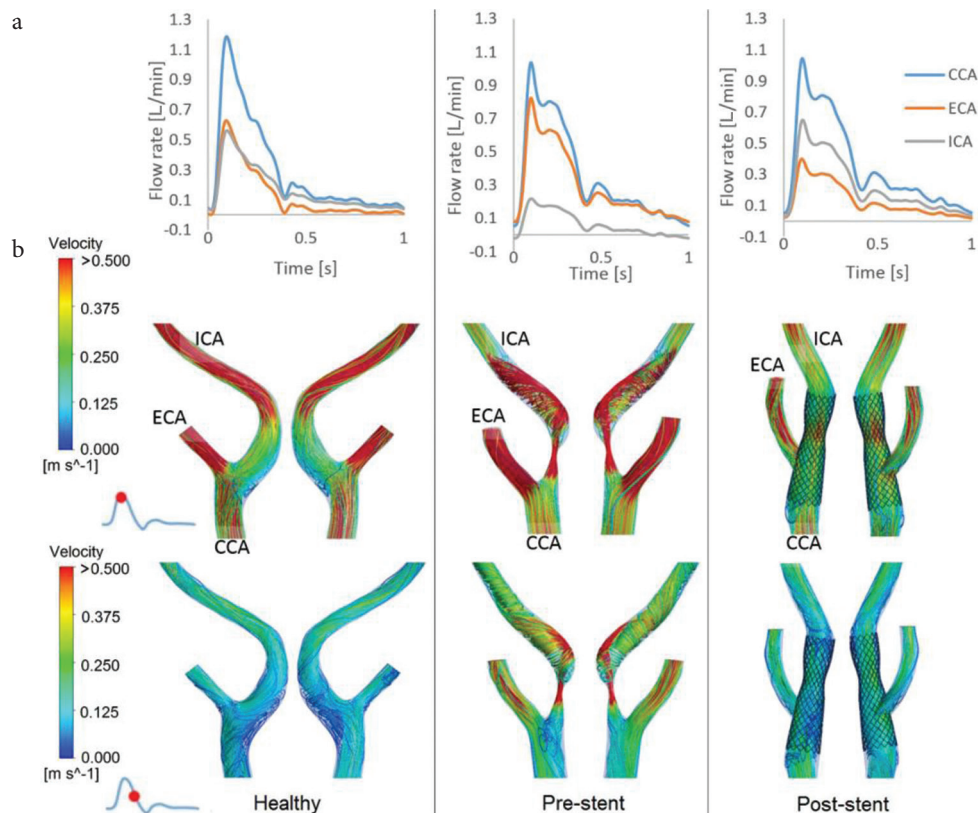 a
1.3
1.1
0.9
0.7
0.5
0.3
0.1
-0.1
Flow rate [L/min]
0
0.5
1
Time [s]
1.3
1.1
0.9
0.7
0.5
0.3
0.1
-0.1
Flow rate [L/min]
0
0.5
1
Time [s]
1.3
1.1
0.9
0.7
0.5
0.3
0.1
-0.1
Flow rate [L/min]
0
0.5
1
Time [s]
CCA
ECA
ICA
b
Velocity
>0.500
0.375
0.250
0.125
0.000
[m s^-1]
ICA
ECA
CCA
ICA
ECA
CCA
ICA
ECA
CCA
Velocity
>0.500
0.375
0.250
0.125
0.000
[m s^-1]
Healthy
Pre-stent
Post-stent